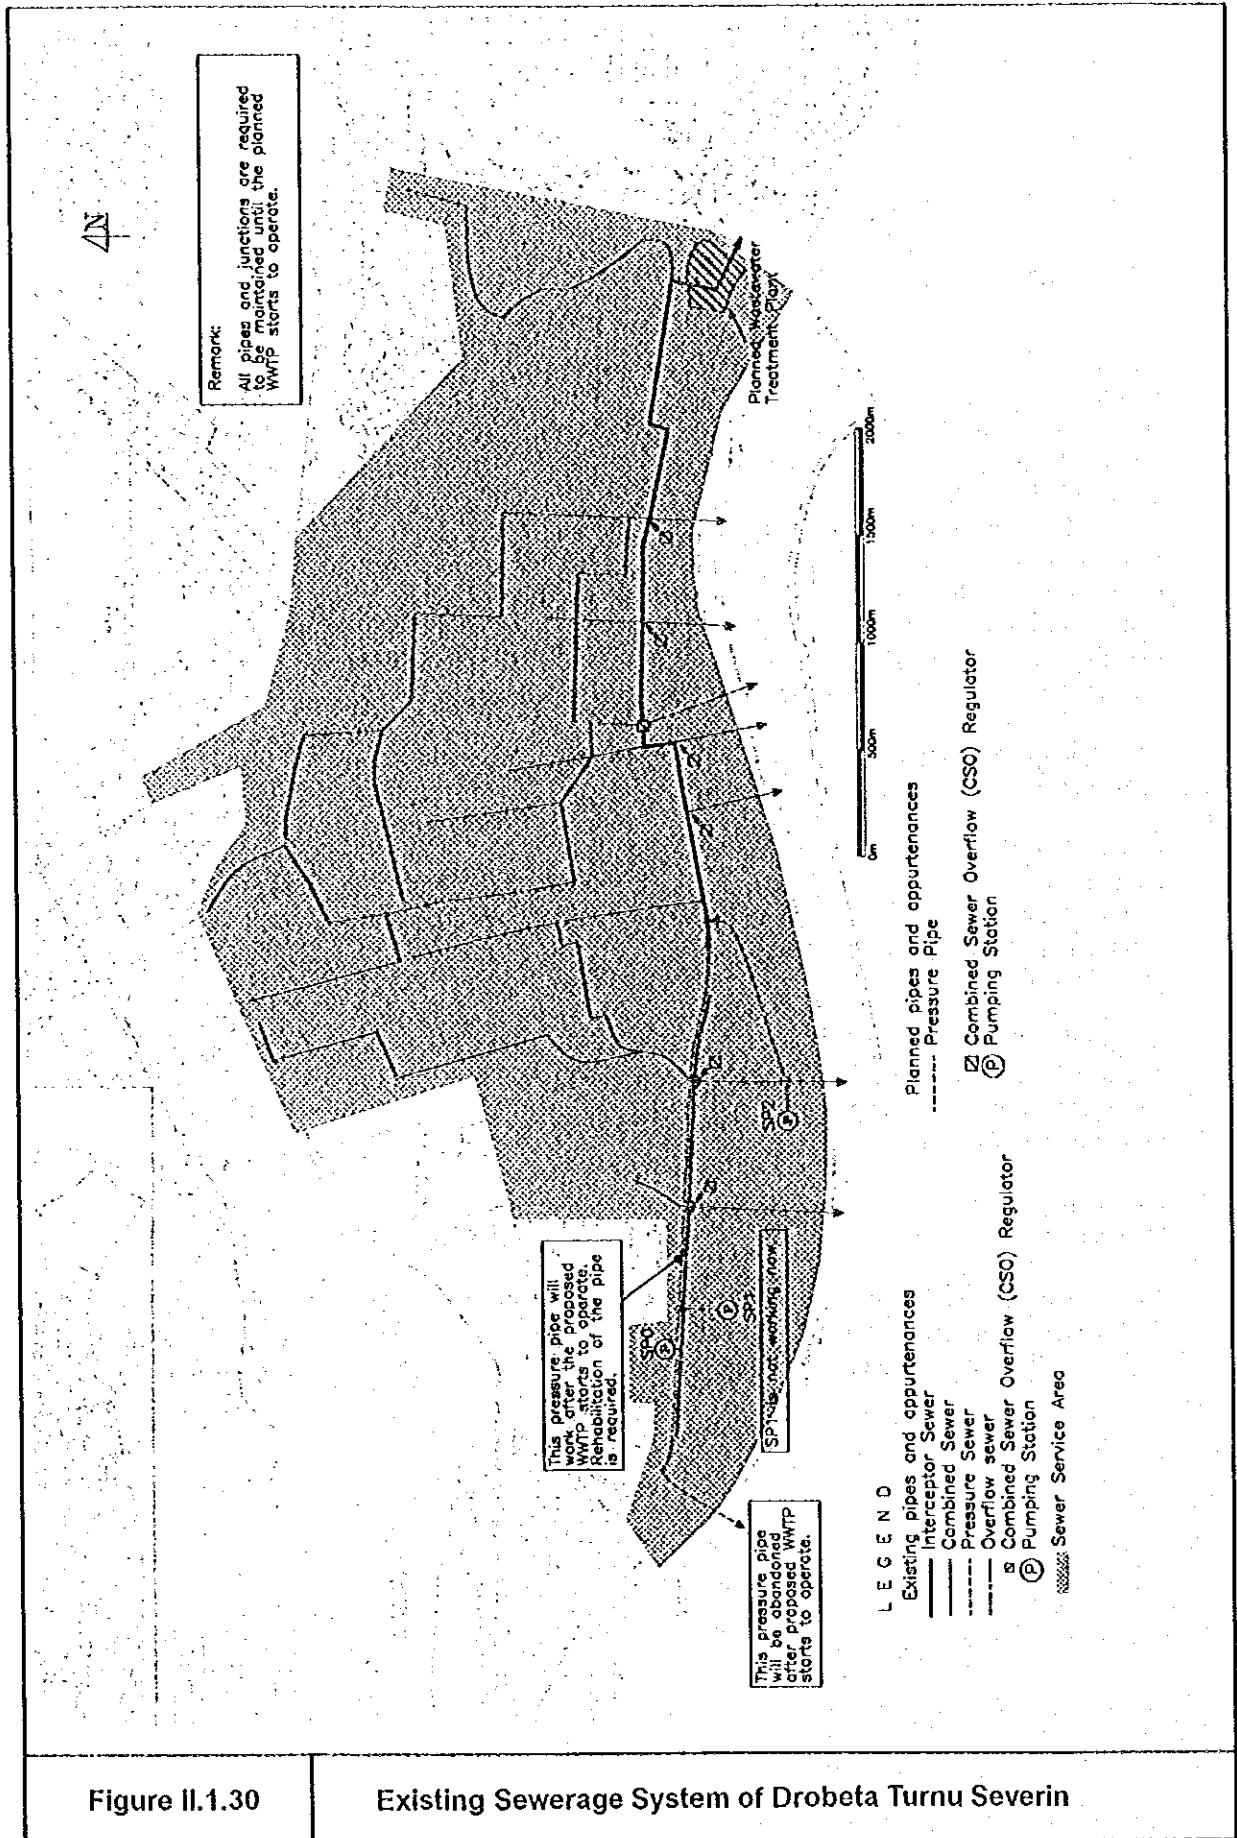 N
Remark:
All pipes and junctions are required
to be maintained until the planned
WWTP starts to operate.
Planned Wastewater
Treatment Plant
This pressure pipe will
work after the proposed
WWTP starts to operate.
Rehabilitation of the pipe
is required.
SP0
P
SP1
P
SP1 is not working now.
SP2
P
This pressure pipe
will be abandoned
after proposed WWTP
starts to operate.
0m
500m
1000m
1500m
2000m
LEGEND
Existing pipes and appurtenances
Interceptor Sewer
Combined Sewer
Pressure Sewer
Overflow sewer
Combined Sewer Overflow (CSO) Regulator
P Pumping Station
Sewer Service Area
Planned pipes and appurtenances
Pressure Pipe
Combined Sewer Overflow (CSO) Regulator
P Pumping Station
Figure II.1.30
Existing Sewerage System of Drobeta Turnu Severin